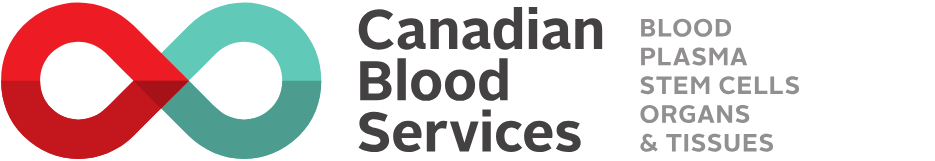 Canadian
Blood
Services
BLOOD
PLASMA
STEM CELLS
ORGANS
& TISSUES